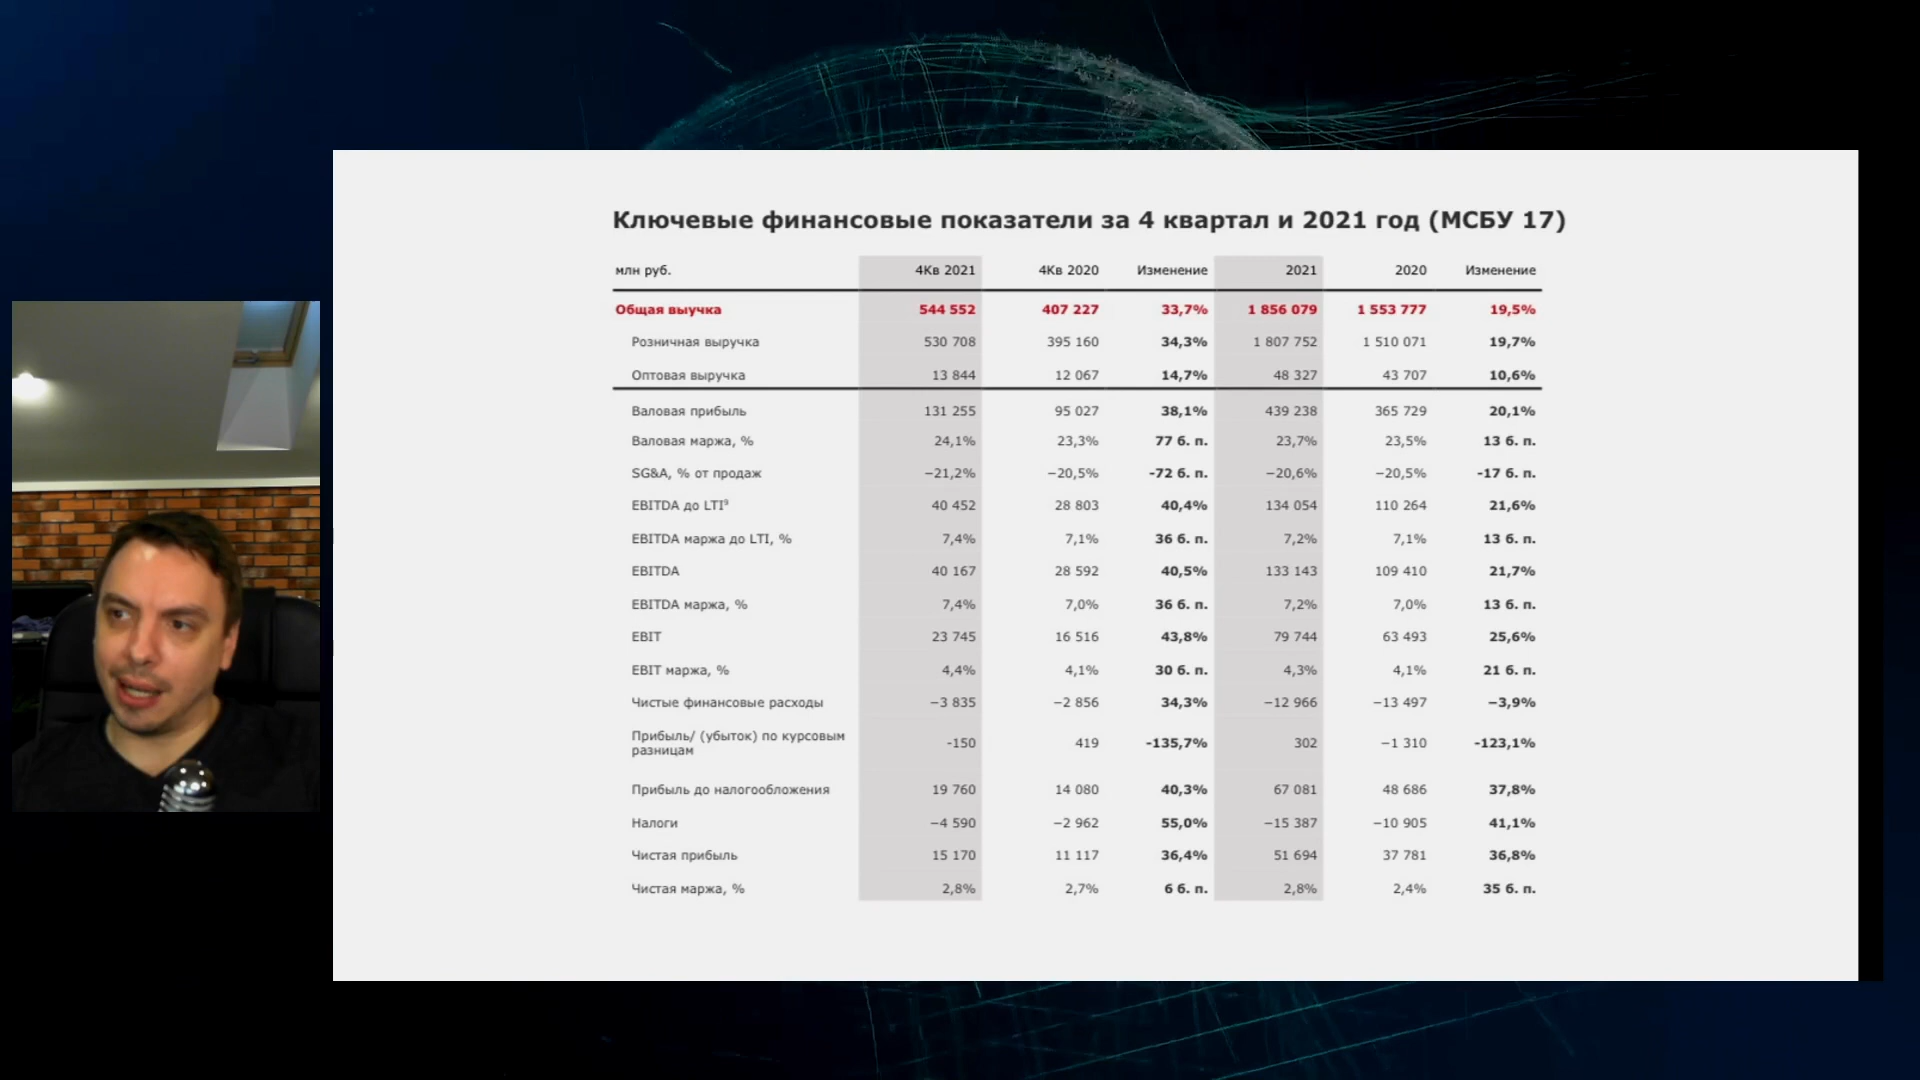 Ключевые финансовые показатели за 4 квартал и 2021 год (МСБУ 17)
млн руб. 4Кв 2021 4Кв 2020 Изменение 2021 2020 Изменение
Общая выучка 544 552 407 227 33,7% 1 856 079 1 553 777 19,5%
Розничная выручка 530 708 395 160 34,3% 1 807 752 1 510 071 19,7%
Оптовая выручка 13 844 12 067 14,7% 48 327 43 707 10,6%
Валовая прибыль 131 255 95 027 38,1% 439 238 365 729 20,1%
Валовая маржа, % 24,1% 23,3% 77 б. п. 23,7% 23,5% 13 б. п.
SG&A, % от продаж −21,2% −20,5% -72 б. п. −20,6% −20,5% -17 б. п.
EBITDA до LTI⁹ 40 452 28 803 40,4% 134 054 110 264 21,6%
EBITDA маржа до LTI, % 7,4% 7,1% 36 б. п. 7,2% 7,1% 13 б. п.
EBITDA 40 167 28 592 40,5% 133 143 109 410 21,7%
EBITDA маржа, % 7,4% 7,0% 36 б. п. 7,2% 7,0% 13 б. п.
EBIT 23 745 16 516 43,8% 79 744 63 493 25,6%
EBIT маржа, % 4,4% 4,1% 30 б. п. 4,3% 4,1% 21 б. п.
Чистые финансовые расходы −3 835 −2 856 34,3% −12 966 −13 497 −3,9%
Прибыль/ (убыток) по курсовым
разницам -150 419 -135,7% 302 −1 310 -123,1%
Прибыль до налогообложения 19 760 14 080 40,3% 67 081 48 686 37,8%
Налоги −4 590 −2 962 55,0% −15 387 −10 905 41,1%
Чистая прибыль 15 170 11 117 36,4% 51 694 37 781 36,8%
Чистая маржа, % 2,8% 2,7% 6 б. п. 2,8% 2,4% 35 б. п.